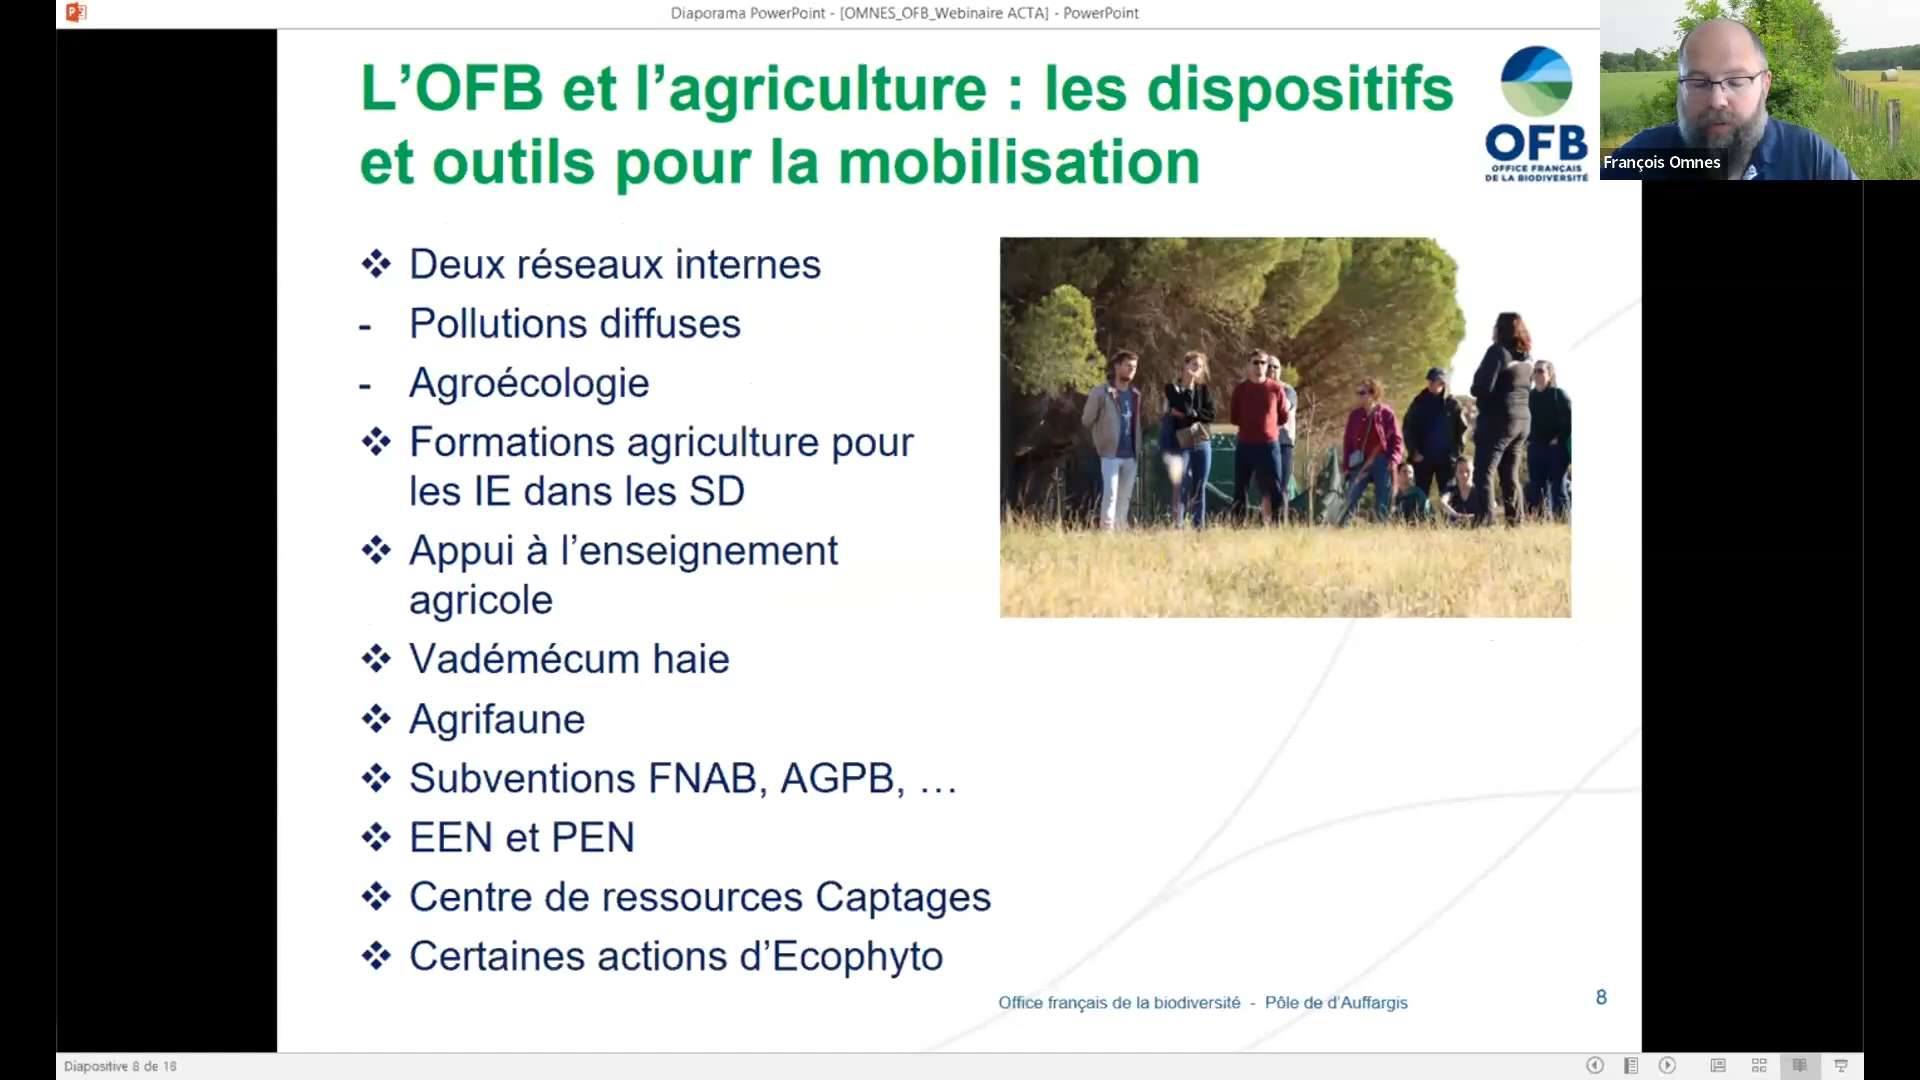 Diaporama PowerPoint - [OMNES_OFB_Webinaire ACTA] - PowerPoint
L’OFB et l’agriculture : les dispositifs
et outils pour la mobilisation
OFB
OFFICE FRANÇAIS
DE LA BIODIVERSITÉ
François Omnes
❖ Deux réseaux internes
- Pollutions diffuses
- Agroécologie
❖ Formations agriculture pour
les IE dans les SD
❖ Appui à l’enseignement
agricole
❖ Vadémécum haie
❖ Agrifaune
❖ Subventions FNAB, AGPB, …
❖ EEN et PEN
❖ Centre de ressources Captages
❖ Certaines actions d’Ecophyto
Office français de la biodiversité - Pôle de d’Auffargis
8
Diapositive 8 de 18